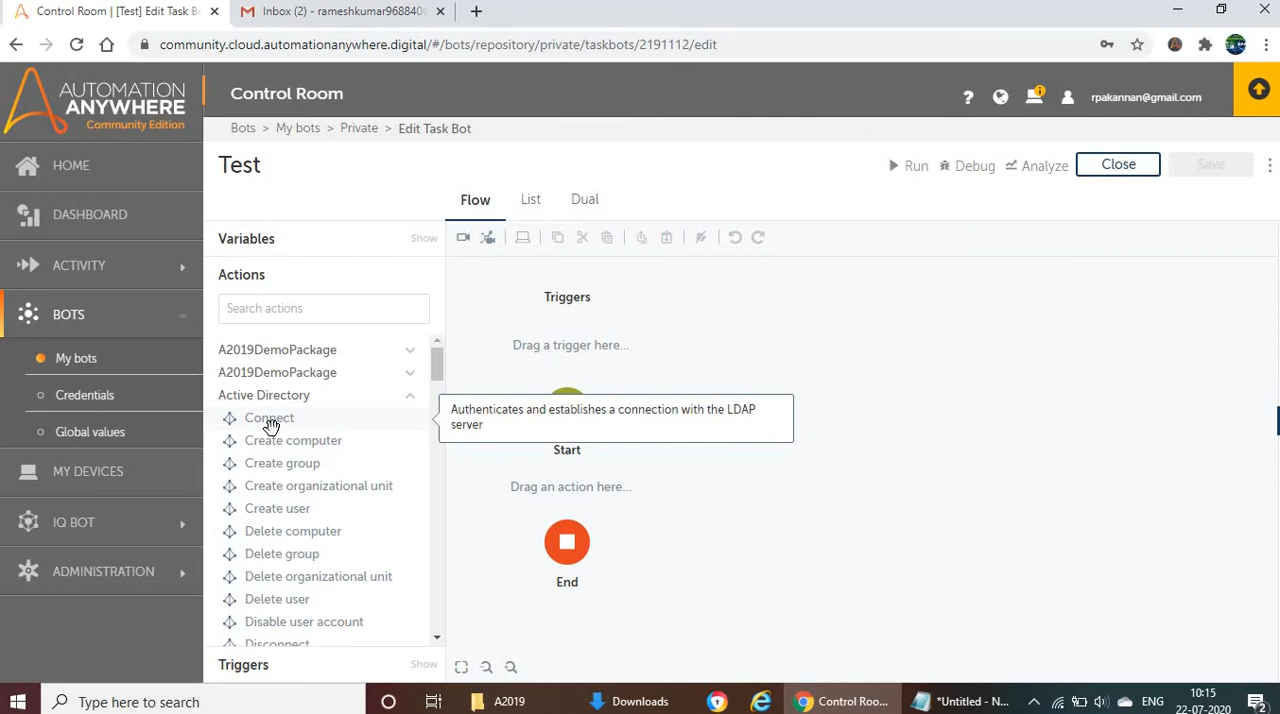 Control Room | [Test] Edit Task Bo
Inbox (2) - rameshkumar968840
community.cloud.automationanywhere.digital/#/bots/repository/private/taskbots/2191112/edit
AUTOMATION
ANYWHERE
Community Edition
Control Room
rpakannan@gmail.com
Bots > My bots > Private > Edit Task Bot
Test
Run
Debug
Analyze
Close
Save
HOME
DASHBOARD
ACTIVITY
BOTS
My bots
Credentials
Global values
MY DEVICES
IQ BOT
ADMINISTRATION
Flow
List
Dual
Variables
Show
Actions
Search actions
A2019DemoPackage
A2019DemoPackage
Active Directory
Connect
Create computer
Create group
Create organizational unit
Create user
Delete computer
Delete group
Delete organizational unit
Delete user
Disable user account
Disconnect
Triggers
Show
Triggers
Drag a trigger here...
Authenticates and establishes a connection with the LDAP
server
Start
Drag an action here...
End
Type here to search
A2019
Downloads
Control Roo...
*Untitled - N...
ENG
10:15
22-07-2020
2